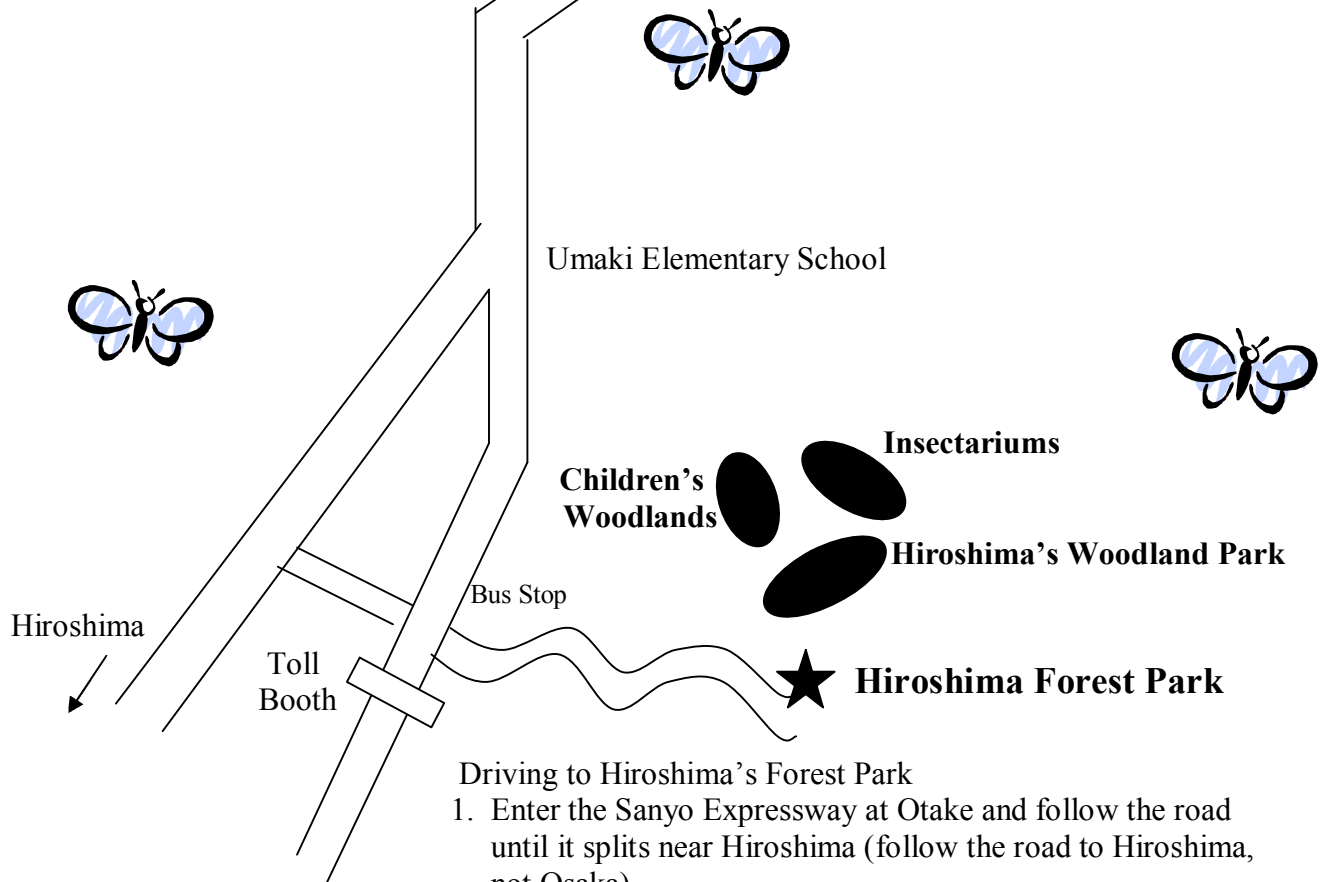 Umaki Elementary School
Insectariums
Children's
Woodlands
Hiroshima's Woodland Park
Bus Stop
Hiroshima
Toll
Booth
Hiroshima Forest Park
Driving to Hiroshima's Forest Park
1. Enter the Sanyo Expressway at Otake and follow the road
until it splits near Hiroshima (follow the road to Hiroshima,
not Osaka)